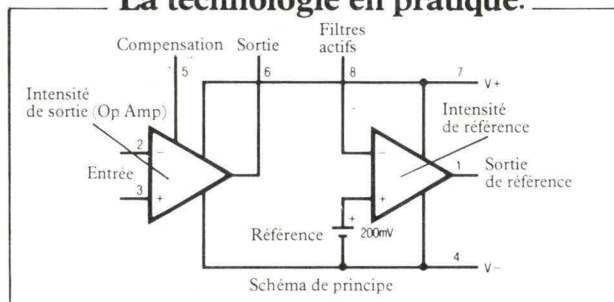 La technologie en pratique.
Filtres
actifs
Compensation
Sortie
5
6
8
7
V+
Intensité
de sortie (Op Amp)
Intensité
de référence
2
−
Entrée
3
+
−
+
1
Sortie
de référence
Référence
+
200mV
4
V−
Schéma de principe